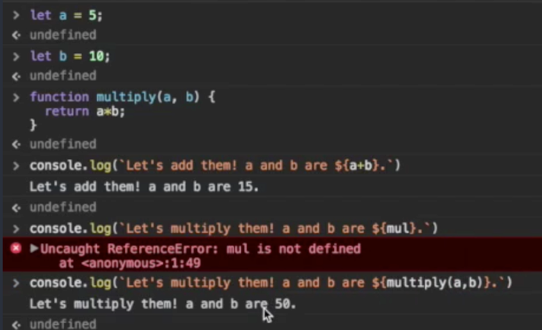 > let a = 5;
< undefined
> let b = 10;
< undefined
> function multiply(a, b) {
return a*b;
}
< undefined
> console.log(`Let's add them! a and b are ${a+b}.`)
Let's add them! a and b are 15.
< undefined
> console.log(`Let's multiply them! a and b are ${mul}.`)
▶Uncaught ReferenceError: mul is not defined
at <anonymous>:1:49
> console.log(`Let's multiply them! a and b are ${multiply(a,b)}.`)
Let's multiply them! a and b are 50.
< undefined